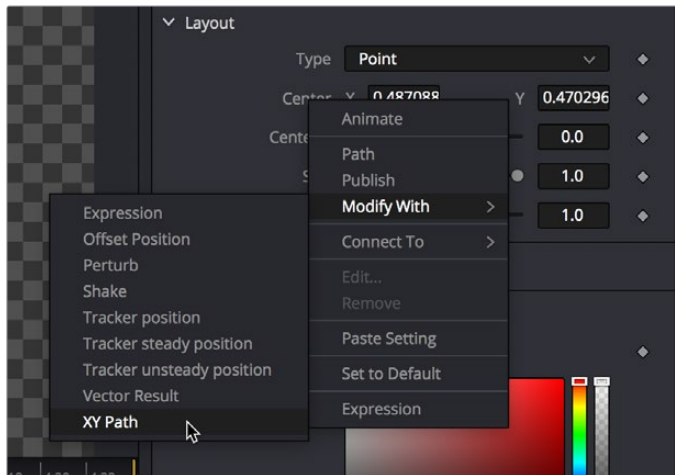 Layout
Type Point
Center X 0.487088 Y 0.470296
Animate
0.0
Path
Publish
1.0
Modify With
1.0
Connect To
Edit...
Remove
Paste Setting
Set to Default
Expression
Expression
Offset Position
Perturb
Shake
Tracker position
Tracker steady position
Tracker unsteady position
Vector Result
XY Path